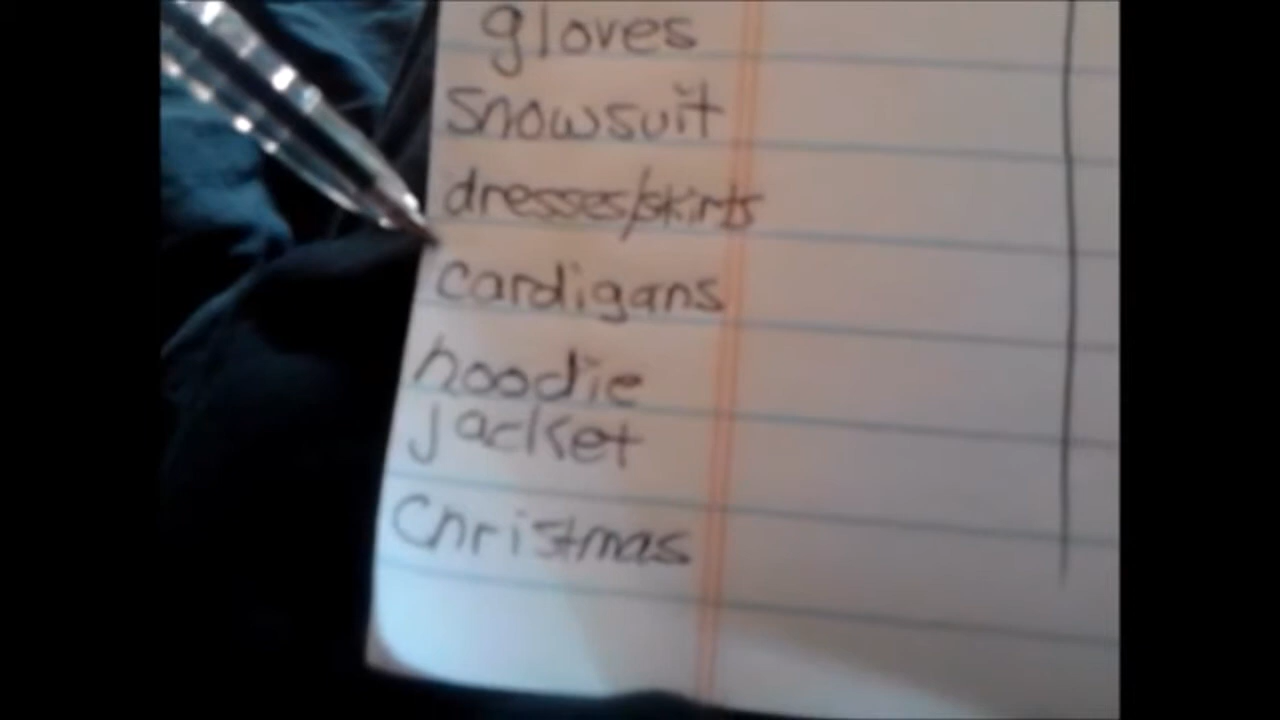 gloves
snowsuit
dresses/skirts
cardigans
hoodie
jacket
Christmas